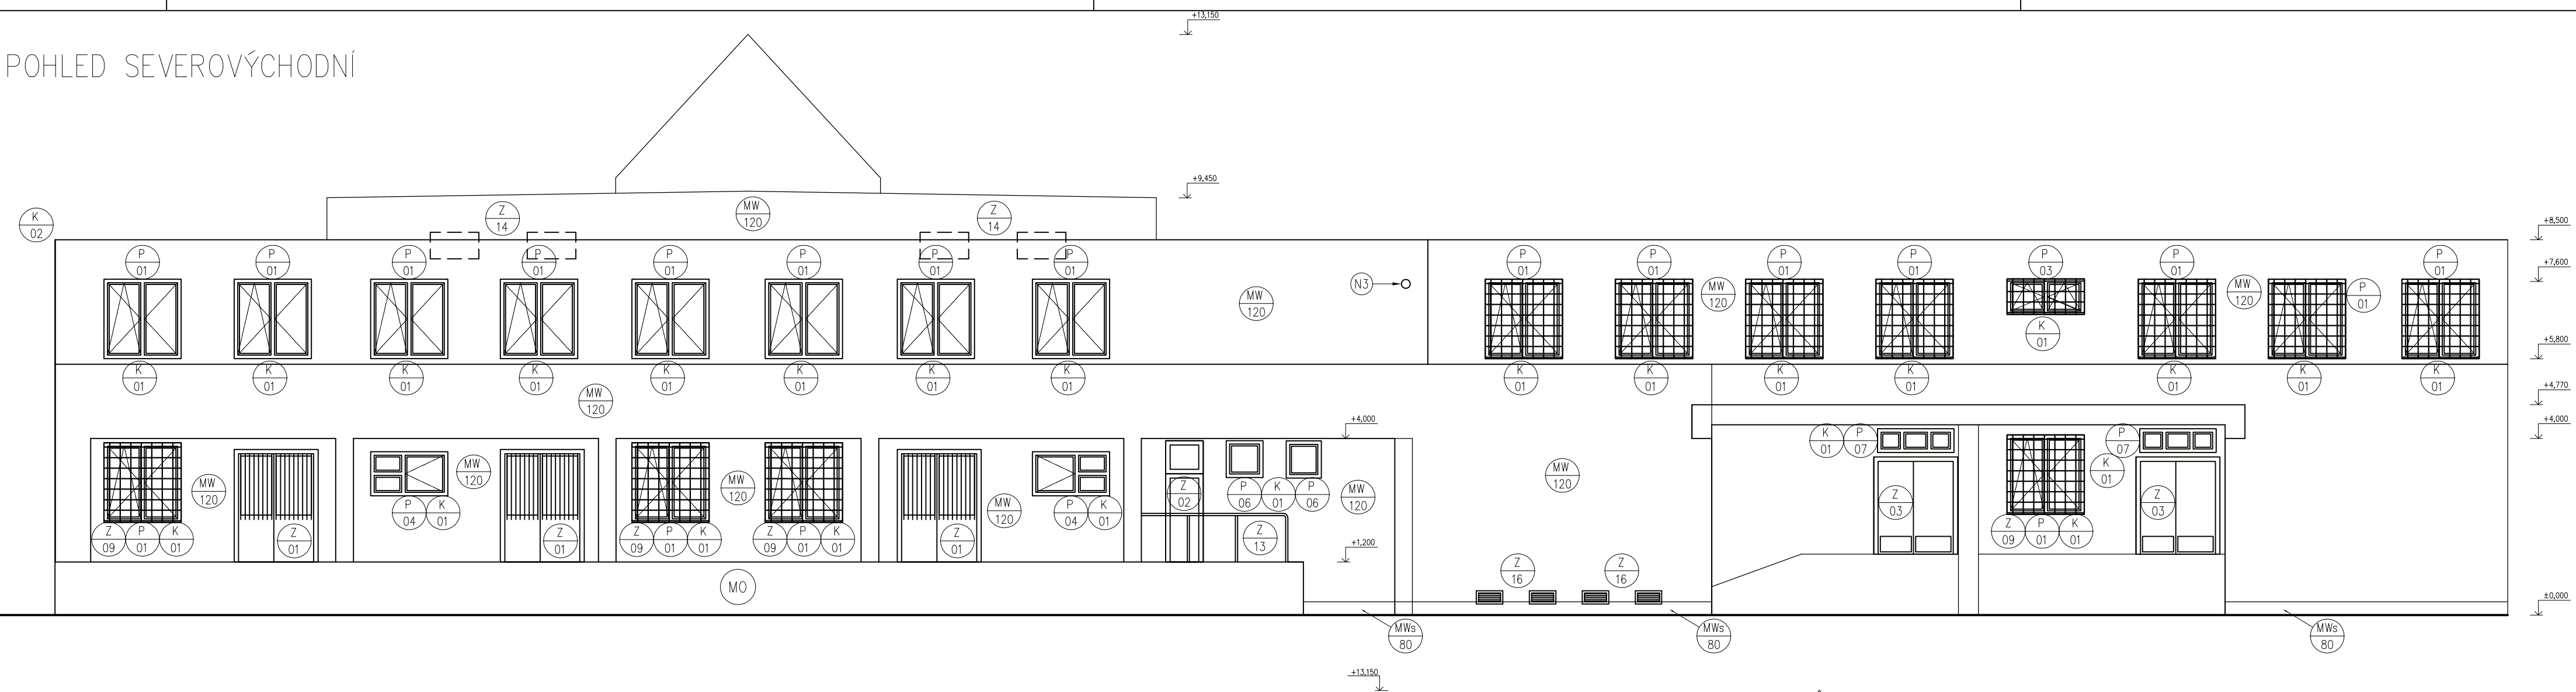 +13,150
POHLED SEVEROVÝCHODNÍ
+9,450
K
02
Z
14
MW
120
Z
14
+8,500
P
01
P
01
P
01
P
01
P
01
P
01
P
01
P
01
P
01
P
01
P
01
P
01
P
03
P
01
P
01
+7,600
N3
MW
120
MW
120
MW
120
P
01
K
01
+5,800
K
01
K
01
K
01
K
01
K
01
K
01
K
01
K
01
K
01
K
01
K
01
K
01
K
01
K
01
K
01
+4,770
MW
120
+4,000
+4,000
K
01
P
07
P
07
K
01
MW
120
MW
120
MW
120
MW
120
MW
120
MW
120
Z
02
P
06
K
01
P
06
Z
03
Z
03
P
04
K
01
P
04
K
01
Z
09
P
01
K
01
Z
01
Z
01
Z
09
P
01
K
01
Z
09
P
01
K
01
Z
01
Z
13
Z
09
P
01
K
01
+1,200
Z
16
Z
16
MO
±0,000
MWs
80
MWs
80
MWs
80
+13,150